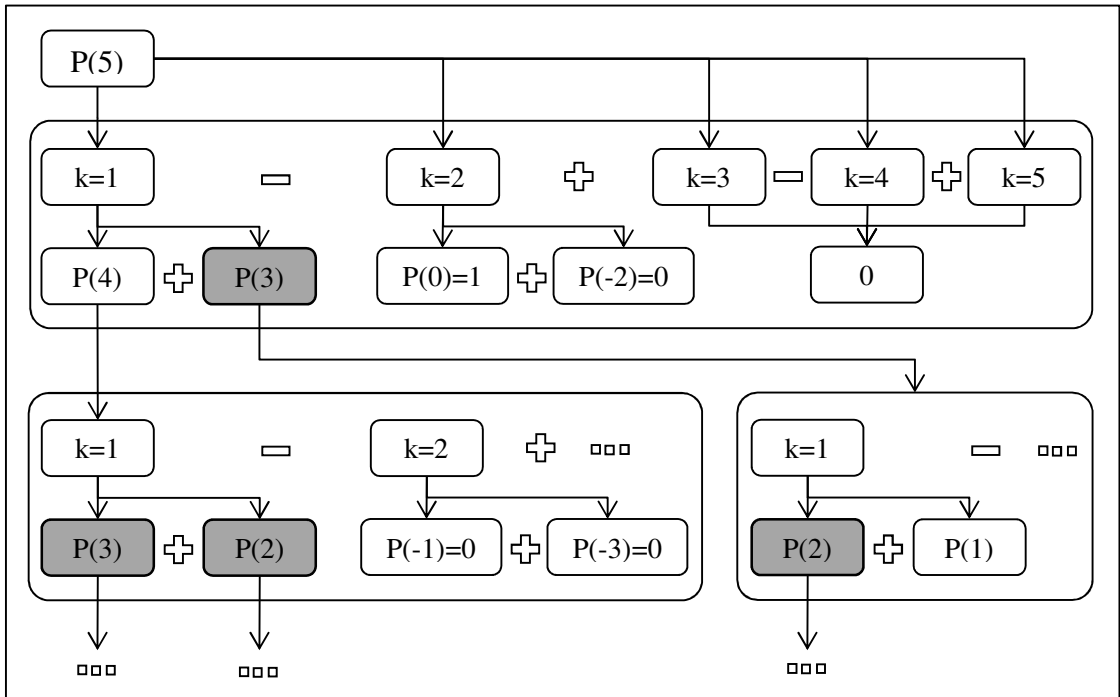 P(5)
k=1 k=2 k=3 k=4 k=5
P(4) P(3) P(0)=1 P(-2)=0 0
k=1 k=2 k=1
P(3) P(2) P(-1)=0 P(-3)=0 P(2) P(1)